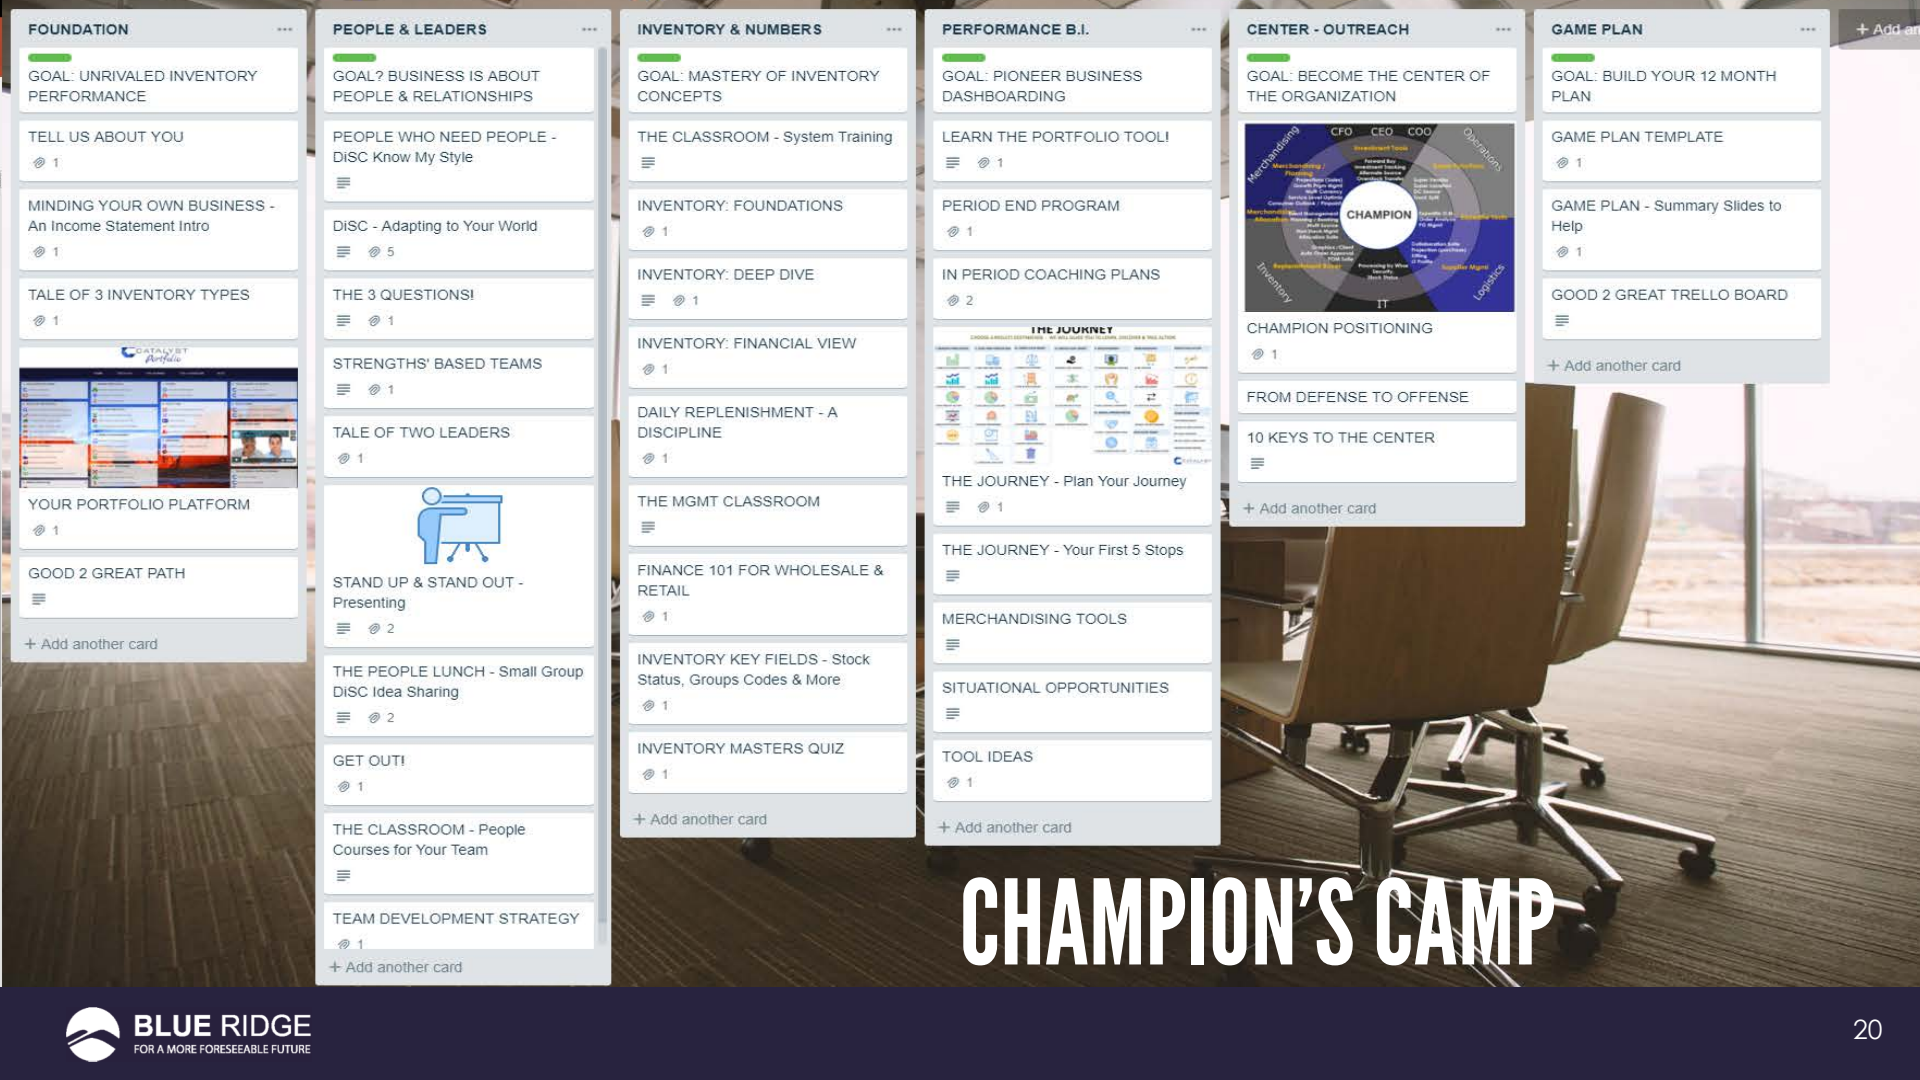 FOUNDATION
GOAL: UNRIVALED INVENTORY
PERFORMANCE
TELL US ABOUT YOU
1
MINDING YOUR OWN BUSINESS -
An Income Statement Intro
1
TALE OF 3 INVENTORY TYPES
1
CATALYST
Portfolio
YOUR PORTFOLIO PLATFORM
1
GOOD 2 GREAT PATH
+ Add another card
PEOPLE & LEADERS
GOAL? BUSINESS IS ABOUT
PEOPLE & RELATIONSHIPS
PEOPLE WHO NEED PEOPLE -
DiSC Know My Style
DiSC - Adapting to Your World
5
THE 3 QUESTIONS!
1
STRENGTHS' BASED TEAMS
1
TALE OF TWO LEADERS
1
STAND UP & STAND OUT -
Presenting
2
THE PEOPLE LUNCH - Small Group
DiSC Idea Sharing
2
GET OUT!
1
THE CLASSROOM - People
Courses for Your Team
TEAM DEVELOPMENT STRATEGY
1
+ Add another card
INVENTORY & NUMBERS
GOAL: MASTERY OF INVENTORY
CONCEPTS
THE CLASSROOM - System Training
INVENTORY: FOUNDATIONS
1
INVENTORY: DEEP DIVE
1
INVENTORY: FINANCIAL VIEW
1
DAILY REPLENISHMENT - A
DISCIPLINE
1
THE MGMT CLASSROOM
FINANCE 101 FOR WHOLESALE &
RETAIL
1
INVENTORY KEY FIELDS - Stock
Status, Groups Codes & More
1
INVENTORY MASTERS QUIZ
1
+ Add another card
PERFORMANCE B.I.
GOAL: PIONEER BUSINESS
DASHBOARDING
LEARN THE PORTFOLIO TOOL!
1
PERIOD END PROGRAM
1
IN PERIOD COACHING PLANS
2
THE JOURNEY
THE JOURNEY - Plan Your Journey
1
THE JOURNEY - Your First 5 Stops
MERCHANDISING TOOLS
SITUATIONAL OPPORTUNITIES
TOOL IDEAS
1
+ Add another card
CENTER - OUTREACH
GOAL: BECOME THE CENTER OF
THE ORGANIZATION
CFO CEO COO
Merchandising
Operations
Investment Tools
CHAMPION
Inventory
Logistics
IT
CHAMPION POSITIONING
1
FROM DEFENSE TO OFFENSE
10 KEYS TO THE CENTER
+ Add another card
GAME PLAN
GOAL: BUILD YOUR 12 MONTH
PLAN
GAME PLAN TEMPLATE
1
GAME PLAN - Summary Slides to
Help
1
GOOD 2 GREAT TRELLO BOARD
+ Add another card
+ Add an
CHAMPION'S CAMP
BLUE RIDGE
FOR A MORE FORESEEABLE FUTURE
20